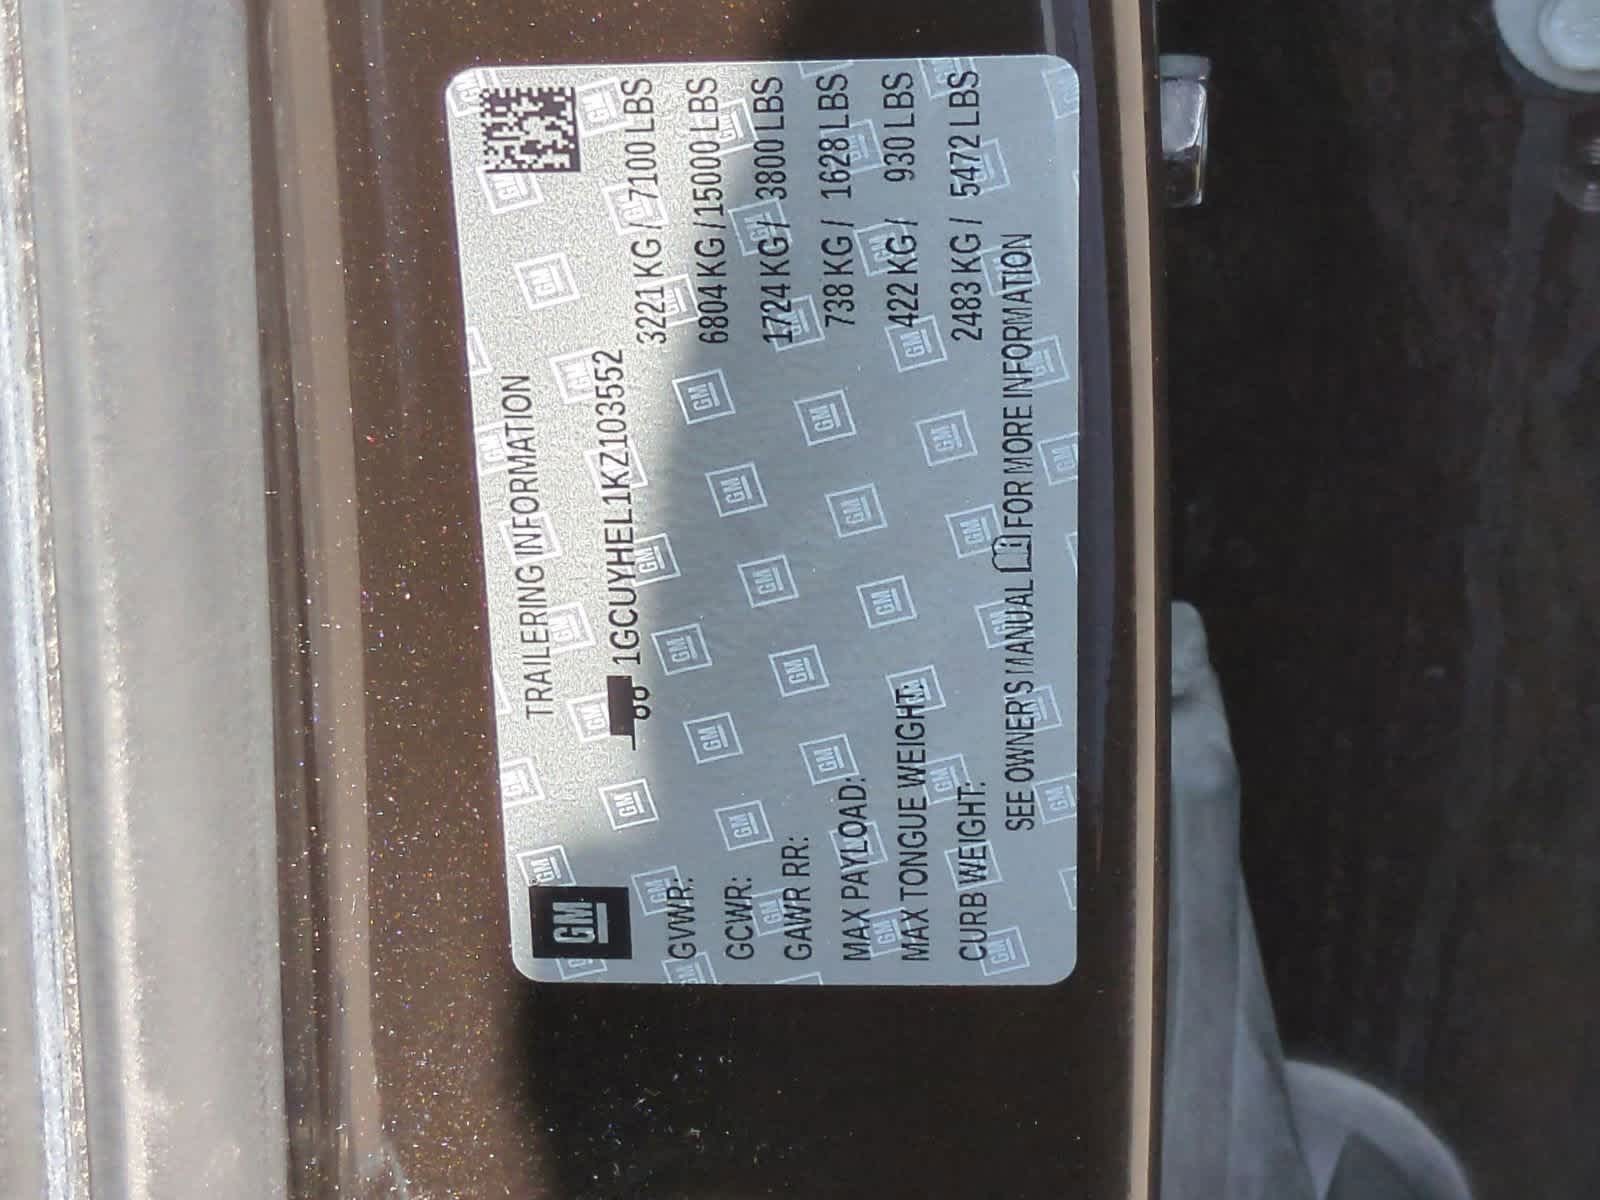 GM
TRAILERING INFORMATION
1GCUYHEL1KZ103552
GVWR: 3221 KG / 7100 LBS
GCWR: 6804 KG / 15000 LBS
GAWR RR: 1724 KG / 3800 LBS
MAX PAYLOAD: 738 KG / 1628 LBS
MAX TONGUE WEIGHT: 422 KG / 930 LBS
CURB WEIGHT: 2483 KG / 5472 LBS
SEE OWNER'S MANUAL FOR MORE INFORMATION